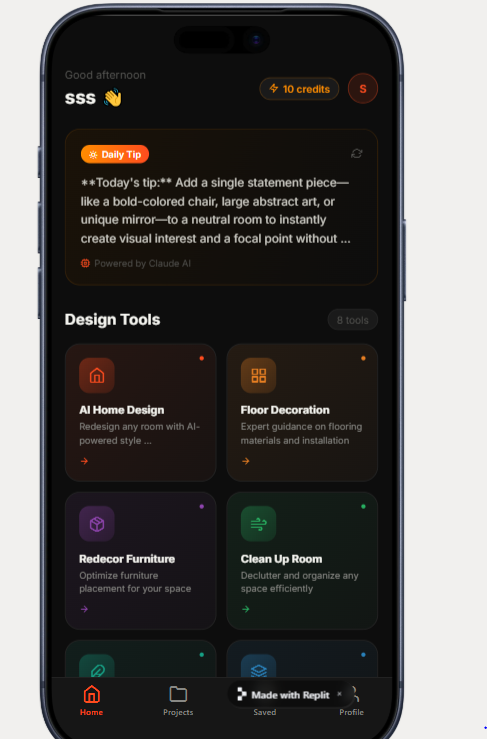 Good afternoon
sss 👋
10 credits
S
Daily Tip
**Today's tip:** Add a single statement piece—
like a bold-colored chair, large abstract art, or
unique mirror—to a neutral room to instantly
create visual interest and a focal point without ...
Powered by Claude AI
Design Tools
8 tools
AI Home Design
Redesign any room with AI-
powered style ...
Floor Decoration
Expert guidance on flooring
materials and installation
Redecor Furniture
Optimize furniture
placement for your space
Clean Up Room
Declutter and organize any
space efficiently
Made with Replit
Home
Projects
Saved
Profile